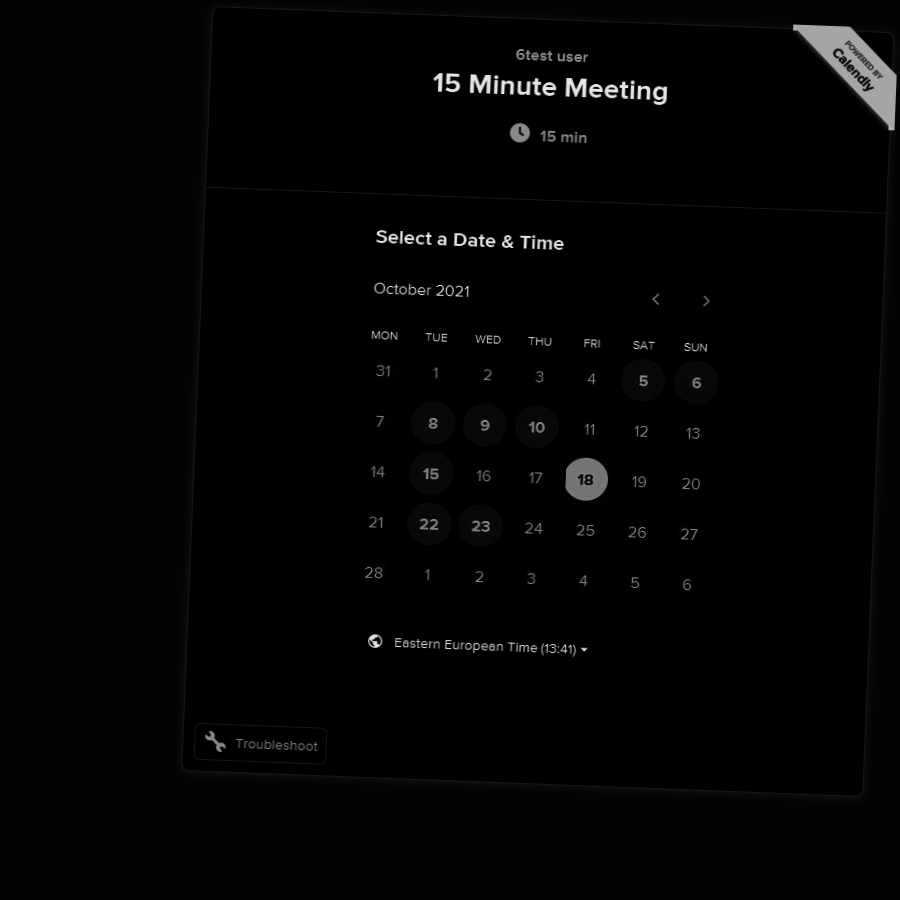 6test user
15 Minute Meeting
15 min
POWERED BY
Calendly
Select a Date & Time
October 2021
MON TUE WED THU FRI SAT SUN
31 1 2 3 4 5 6
7 8 9 10 11 12 13
14 15 16 17 18 19 20
21 22 23 24 25 26 27
28 1 2 3 4 5 6
Eastern European Time (13:41)
Troubleshoot